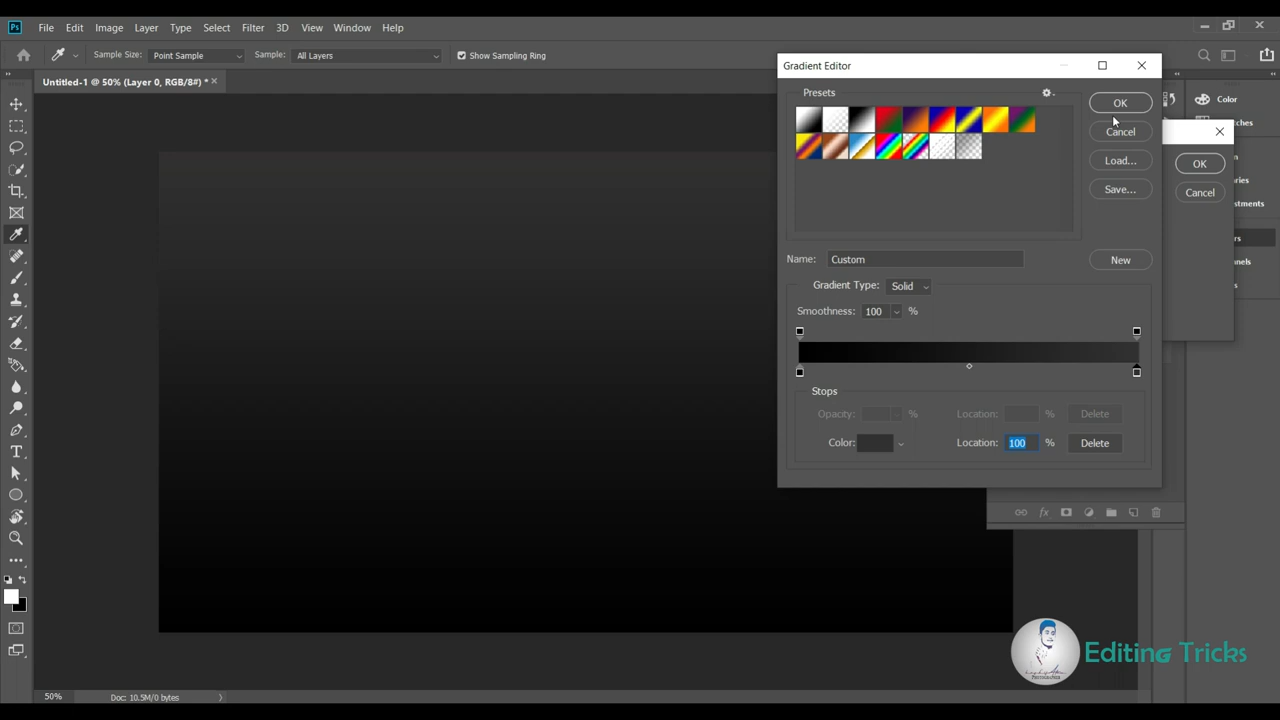 Ps File Edit Image Layer Type Select Filter 3D View Window Help
Sample Size: Point Sample Sample: All Layers Show Sampling Ring
Untitled-1 @ 50% (Layer 0, RGB/8#) *
Gradient Editor
Presets
OK
Cancel
Load...
Save...
Name: Custom
New
Gradient Type: Solid
Smoothness: 100 %
Stops
Opacity: % Location: % Delete
Color: Location: 100 % Delete
OK
Cancel
Color
fx
Editing Tricks
50% Doc: 10.5M/0 bytes